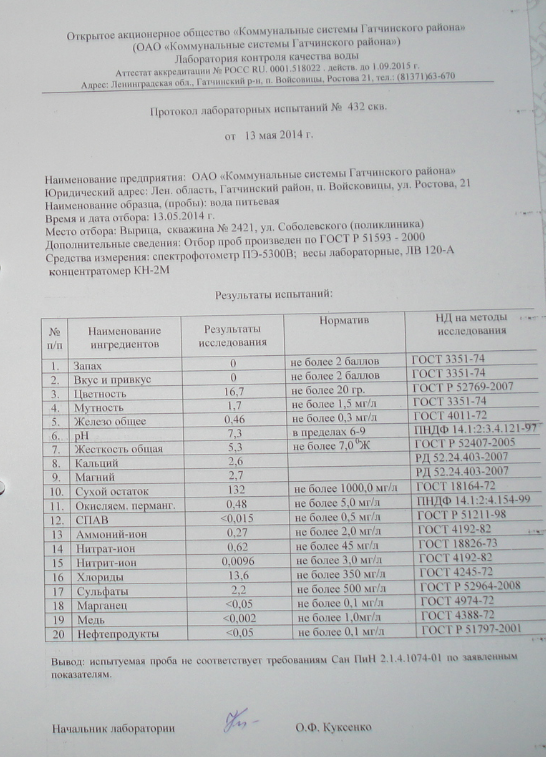 Открытое акционерное общество «Коммунальные системы Гатчинского района»
(ОАО «Коммунальные системы Гатчинского района»)
Лаборатория контроля качества воды
Аттестат аккредитации № РОСС RU. 0001.518022 . действ. до 1.09.2015 г.
Адрес: Ленинградская обл., Гатчинский р-н, п. Войсковицы, Ростова 21, тел.: (81371)63-670
Протокол лабораторных испытаний № 432 скв.
от 13 мая 2014 г.
Наименование предприятия: ОАО «Коммунальные системы Гатчинского района»
Юридический адрес: Лен. область, Гатчинский район, п. Войсковицы, ул. Ростова, 21
Наименование образца, (пробы): вода питьевая
Время и дата отбора: 13.05.2014 г.
Место отбора: Вырица, скважина № 2421, ул. Соболевского (поликлиника)
Дополнительные сведения: Отбор проб произведен по ГОСТ Р 51593 - 2000
Средства измерения: спектрофотометр ПЭ-5300В; весы лабораторные, ЛВ 120-А
концентратомер КН-2М
Результаты испытаний:
№ п/п Наименование ингредиентов Результаты исследования Норматив НД на методы исследования
1. Запах 0 не более 2 баллов ГОСТ 3351-74
2. Вкус и привкус 0 не более 2 баллов ГОСТ 3351-74
3. Цветность 16,7 не более 20 гр. ГОСТ Р 52769-2007
4. Мутность 1,7 не более 1,5 мг/л ГОСТ 3351-74
5. Железо общее 0,46 не более 0,3 мг/л ГОСТ 4011-72
6. рН 7,3 в пределах 6-9 ПНДФ 14.1:2:3.4.121-97
7. Жесткость общая 5,3 не более 7,0 ⁰Ж ГОСТ Р 52407-2005
8. Кальций 2,6 РД 52.24.403-2007
9. Магний 2,7 РД 52.24.403-2007
10. Сухой остаток 132 не более 1000,0 мг/л ГОСТ 18164-72
11. Окисляем. перманг. 0,48 не более 5,0 мг/л ПНДФ 14.1:2:4.154-99
12. СПАВ <0,015 не более 0,5 мг/л ГОСТ Р 51211-98
13 Аммоний-ион 0,27 не более 2,0 мг/л ГОСТ 4192-82
14 Нитрат-ион 0,62 не более 45 мг/л ГОСТ 18826-73
15 Нитрит-ион 0,0096 не более 3,0 мг/л ГОСТ 4192-82
16 Хлориды 13,6 не более 350 мг/л ГОСТ 4245-72
17 Сульфаты 2,2 не более 500 мг/л ГОСТ Р 52964-2008
18 Марганец <0,05 не более 0,1 мг/л ГОСТ 4974-72
19 Медь <0,002 не более 1,0мг/л ГОСТ 4388-72
20 Нефтепродукты <0,05 не более 0,1 мг/л ГОСТ Р 51797-2001
Вывод: испытуемая проба не соответствует требованиям Сан ПиН 2.1.4.1074-01 по заявленным
показателям.
Начальник лаборатории О.Ф. Куксенко